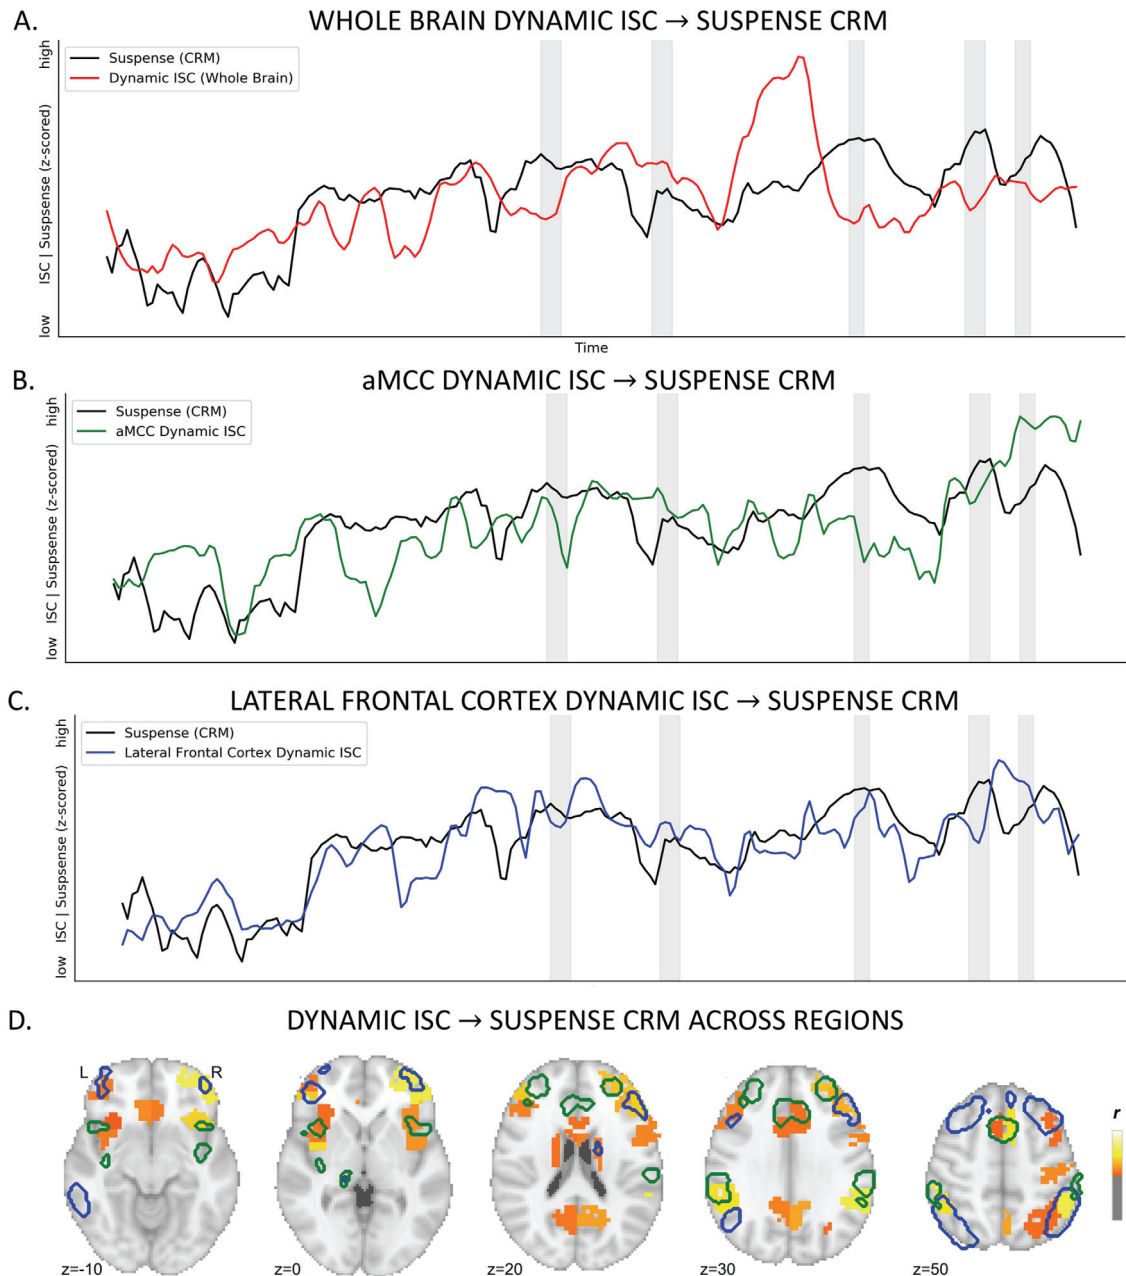 A. WHOLE BRAIN DYNAMIC ISC → SUSPENSE CRM
high
ISC | Suspsense (z-scored)
low
Suspense (CRM)
Dynamic ISC (Whole Brain)
Time
B. aMCC DYNAMIC ISC → SUSPENSE CRM
high
ISC | Suspsense (z-scored)
low
Suspense (CRM)
aMCC Dynamic ISC
C. LATERAL FRONTAL CORTEX DYNAMIC ISC → SUSPENSE CRM
high
ISC | Suspsense (z-scored)
low
Suspense (CRM)
Lateral Frontal Cortex Dynamic ISC
D. DYNAMIC ISC → SUSPENSE CRM ACROSS REGIONS
L R
r
z=-10 z=0 z=20 z=30 z=50